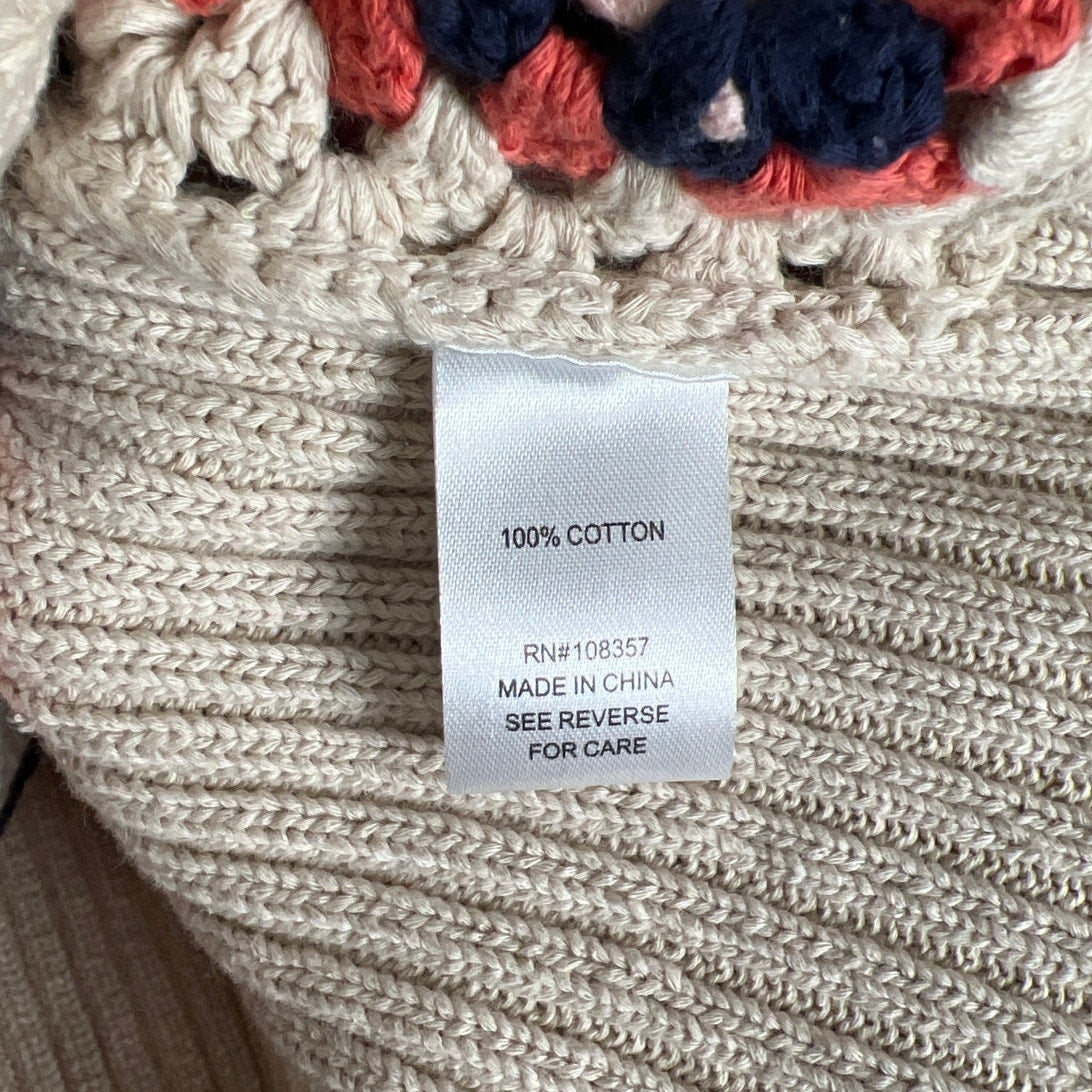 100% COTTON
RN#108357
MADE IN CHINA
SEE REVERSE
FOR CARE